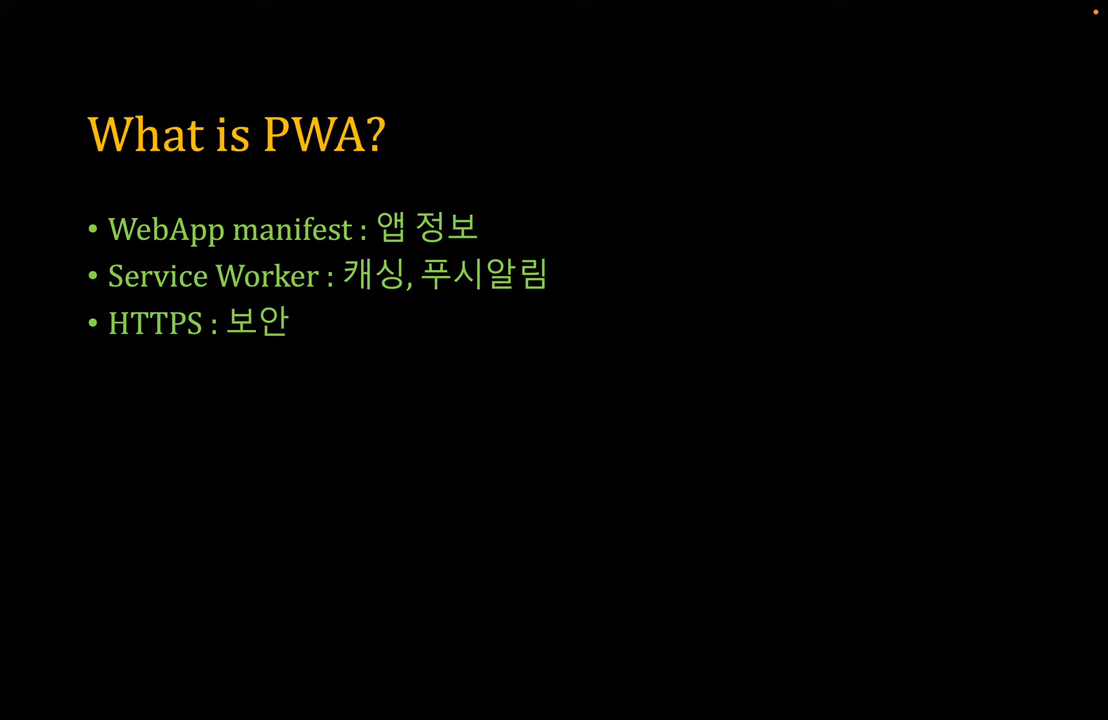 What is PWA?
• WebApp manifest : 앱 정보
• Service Worker : 캐싱, 푸시알림
• HTTPS : 보안